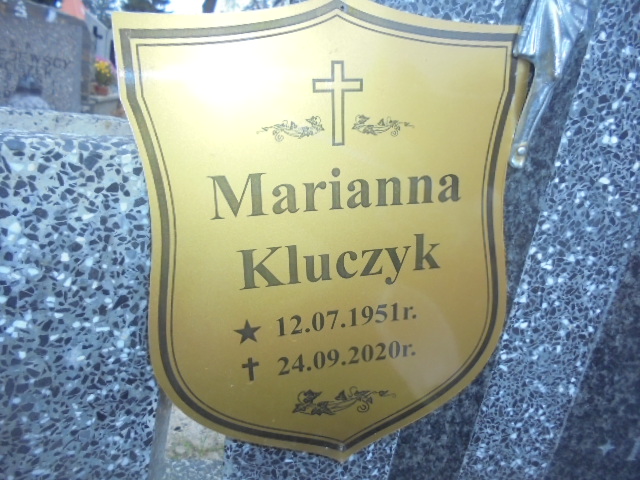 Marianna
Kluczyk
★ 12.07.1951r.
✝ 24.09.2020r.